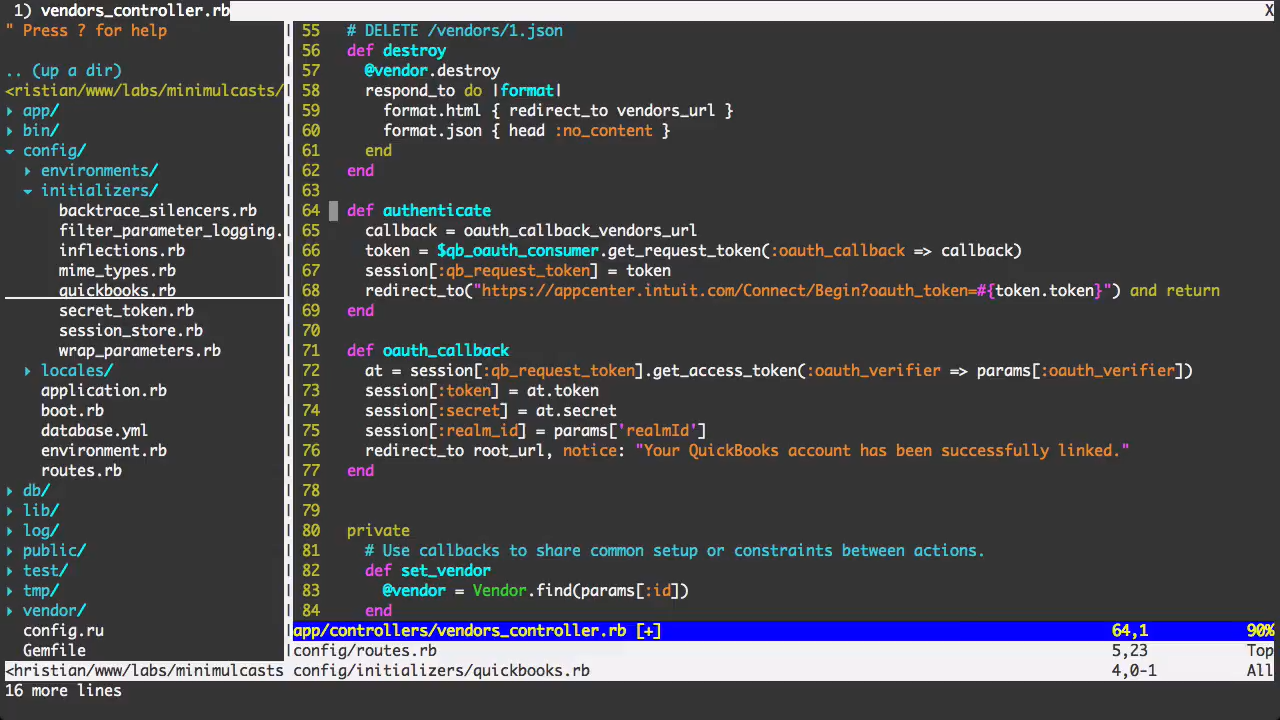 1) vendors_controller.rb X
" Press ? for help
.. (up a dir)
<ristian/www/labs/minimulcasts/
▸ app/
▸ bin/
▾ config/
▸ environments/
▾ initializers/
backtrace_silencers.rb
filter_parameter_logging.
inflections.rb
mime_types.rb
quickbooks.rb
secret_token.rb
session_store.rb
wrap_parameters.rb
▸ locales/
application.rb
boot.rb
database.yml
environment.rb
routes.rb
▸ db/
▸ lib/
▸ log/
▸ public/
▸ test/
▸ tmp/
▸ vendor/
config.ru
Gemfile
<hristian/www/labs/minimulcasts
55 # DELETE /vendors/1.json
56 def destroy
57 @vendor.destroy
58 respond_to do |format|
59 format.html { redirect_to vendors_url }
60 format.json { head :no_content }
61 end
62 end
63
64 def authenticate
65 callback = oauth_callback_vendors_url
66 token = $qb_oauth_consumer.get_request_token(:oauth_callback => callback)
67 session[:qb_request_token] = token
68 redirect_to("https://appcenter.intuit.com/Connect/Begin?oauth_token=#{token.token}") and return
69 end
70
71 def oauth_callback
72 at = session[:qb_request_token].get_access_token(:oauth_verifier => params[:oauth_verifier])
73 session[:token] = at.token
74 session[:secret] = at.secret
75 session[:realm_id] = params['realmId']
76 redirect_to root_url, notice: "Your QuickBooks account has been successfully linked."
77 end
78
79
80 private
81 # Use callbacks to share common setup or constraints between actions.
82 def set_vendor
83 @vendor = Vendor.find(params[:id])
84 end
app/controllers/vendors_controller.rb [+] 64,1 90%
config/routes.rb 5,23 Top
config/initializers/quickbooks.rb 4,0-1 All
16 more lines